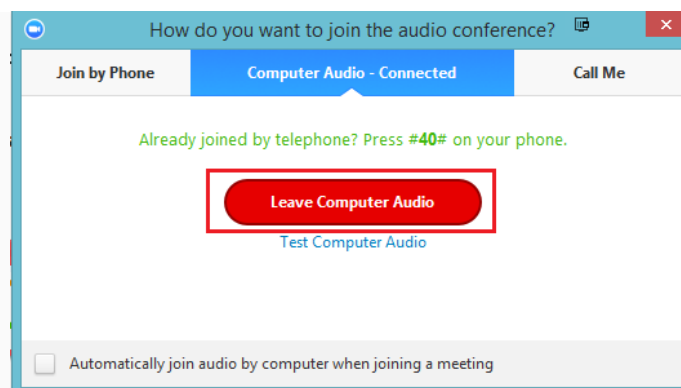 How do you want to join the audio conference?
Join by Phone
Computer Audio - Connected
Call Me
Already joined by telephone? Press #40# on your phone.
Leave Computer Audio
Test Computer Audio
Automatically join audio by computer when joining a meeting